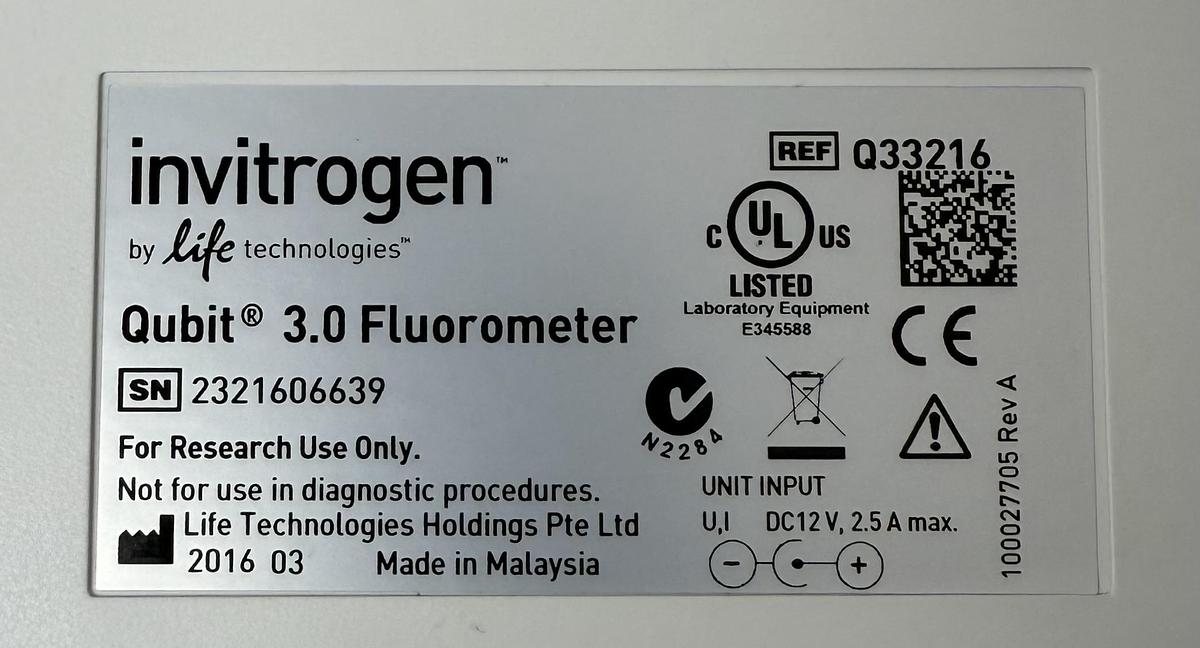 invitrogen™
by life technologies™
Qubit® 3.0 Fluorometer
SN 2321606639
For Research Use Only.
Not for use in diagnostic procedures.
Life Technologies Holdings Pte Ltd
2016 03 Made in Malaysia
REF Q33216
C UL US
LISTED
Laboratory Equipment
E345588
CE
N2284
UNIT INPUT
U,I DC12 V, 2.5 A max.
100027705 Rev A